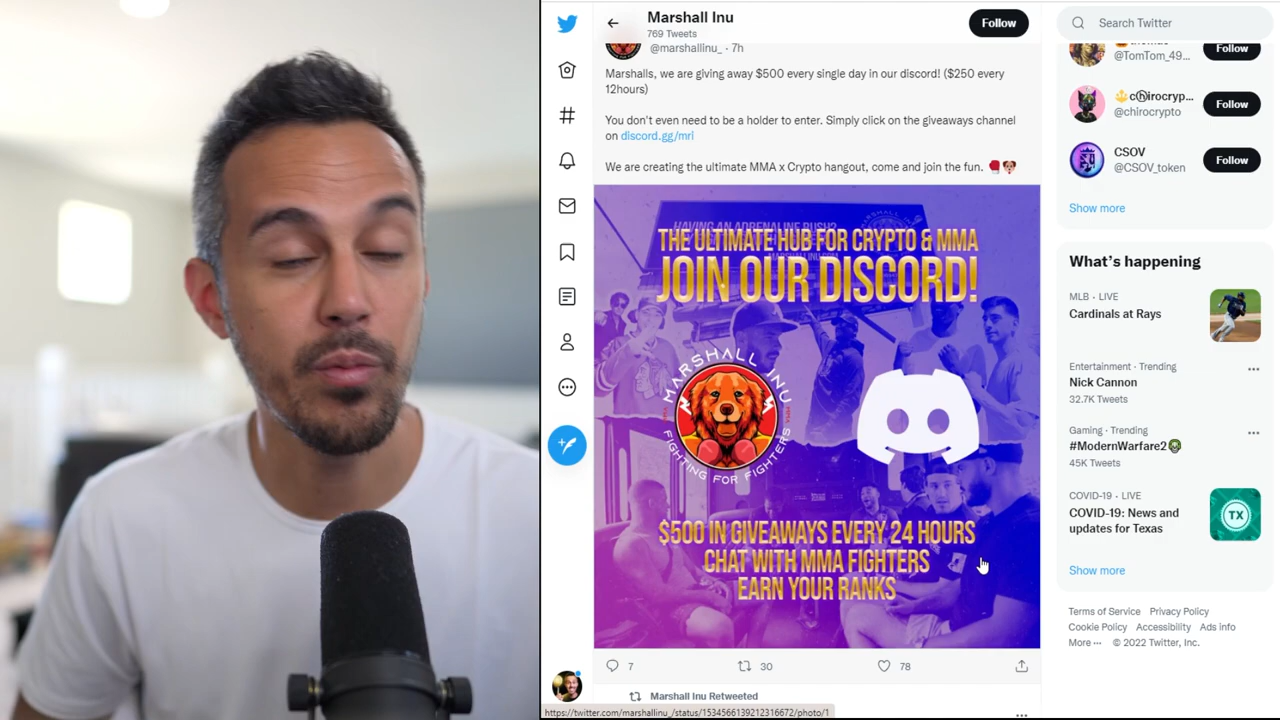 Marshall Inu
769 Tweets
Follow
Search Twitter
@marshallinu_ · 7h
Marshalls, we are giving away $500 every single day in our discord! ($250 every
12hours)
You don't even need to be a holder to enter. Simply click on the giveaways channel
on discord.gg/mri
We are creating the ultimate MMA x Crypto hangout, come and join the fun.
HAVING AN ADRENALINE RUSH?
MARSHALLINU.COM
THE ULTIMATE HUB FOR CRYPTO & MMA
JOIN OUR DISCORD!
MARSHALL INU
FIGHTING FOR FIGHTERS
$500 IN GIVEAWAYS EVERY 24 HOURS
CHAT WITH MMA FIGHTERS
EARN YOUR RANKS
7
30
78
Marshall Inu Retweeted
https://twitter.com/marshallinu_/status/1534566139212316672/photo/1
@TomTom_49...
Follow
cⓗirocryp...
@chirocrypto
Follow
CSOV
@CSOV_token
Follow
Show more
What's happening
MLB · LIVE
Cardinals at Rays
Entertainment · Trending
Nick Cannon
32.7K Tweets
Gaming · Trending
#ModernWarfare2
45K Tweets
COVID-19 · LIVE
COVID-19: News and
updates for Texas
TX
Show more
Terms of Service Privacy Policy
Cookie Policy Accessibility Ads info
More ··· © 2022 Twitter, Inc.